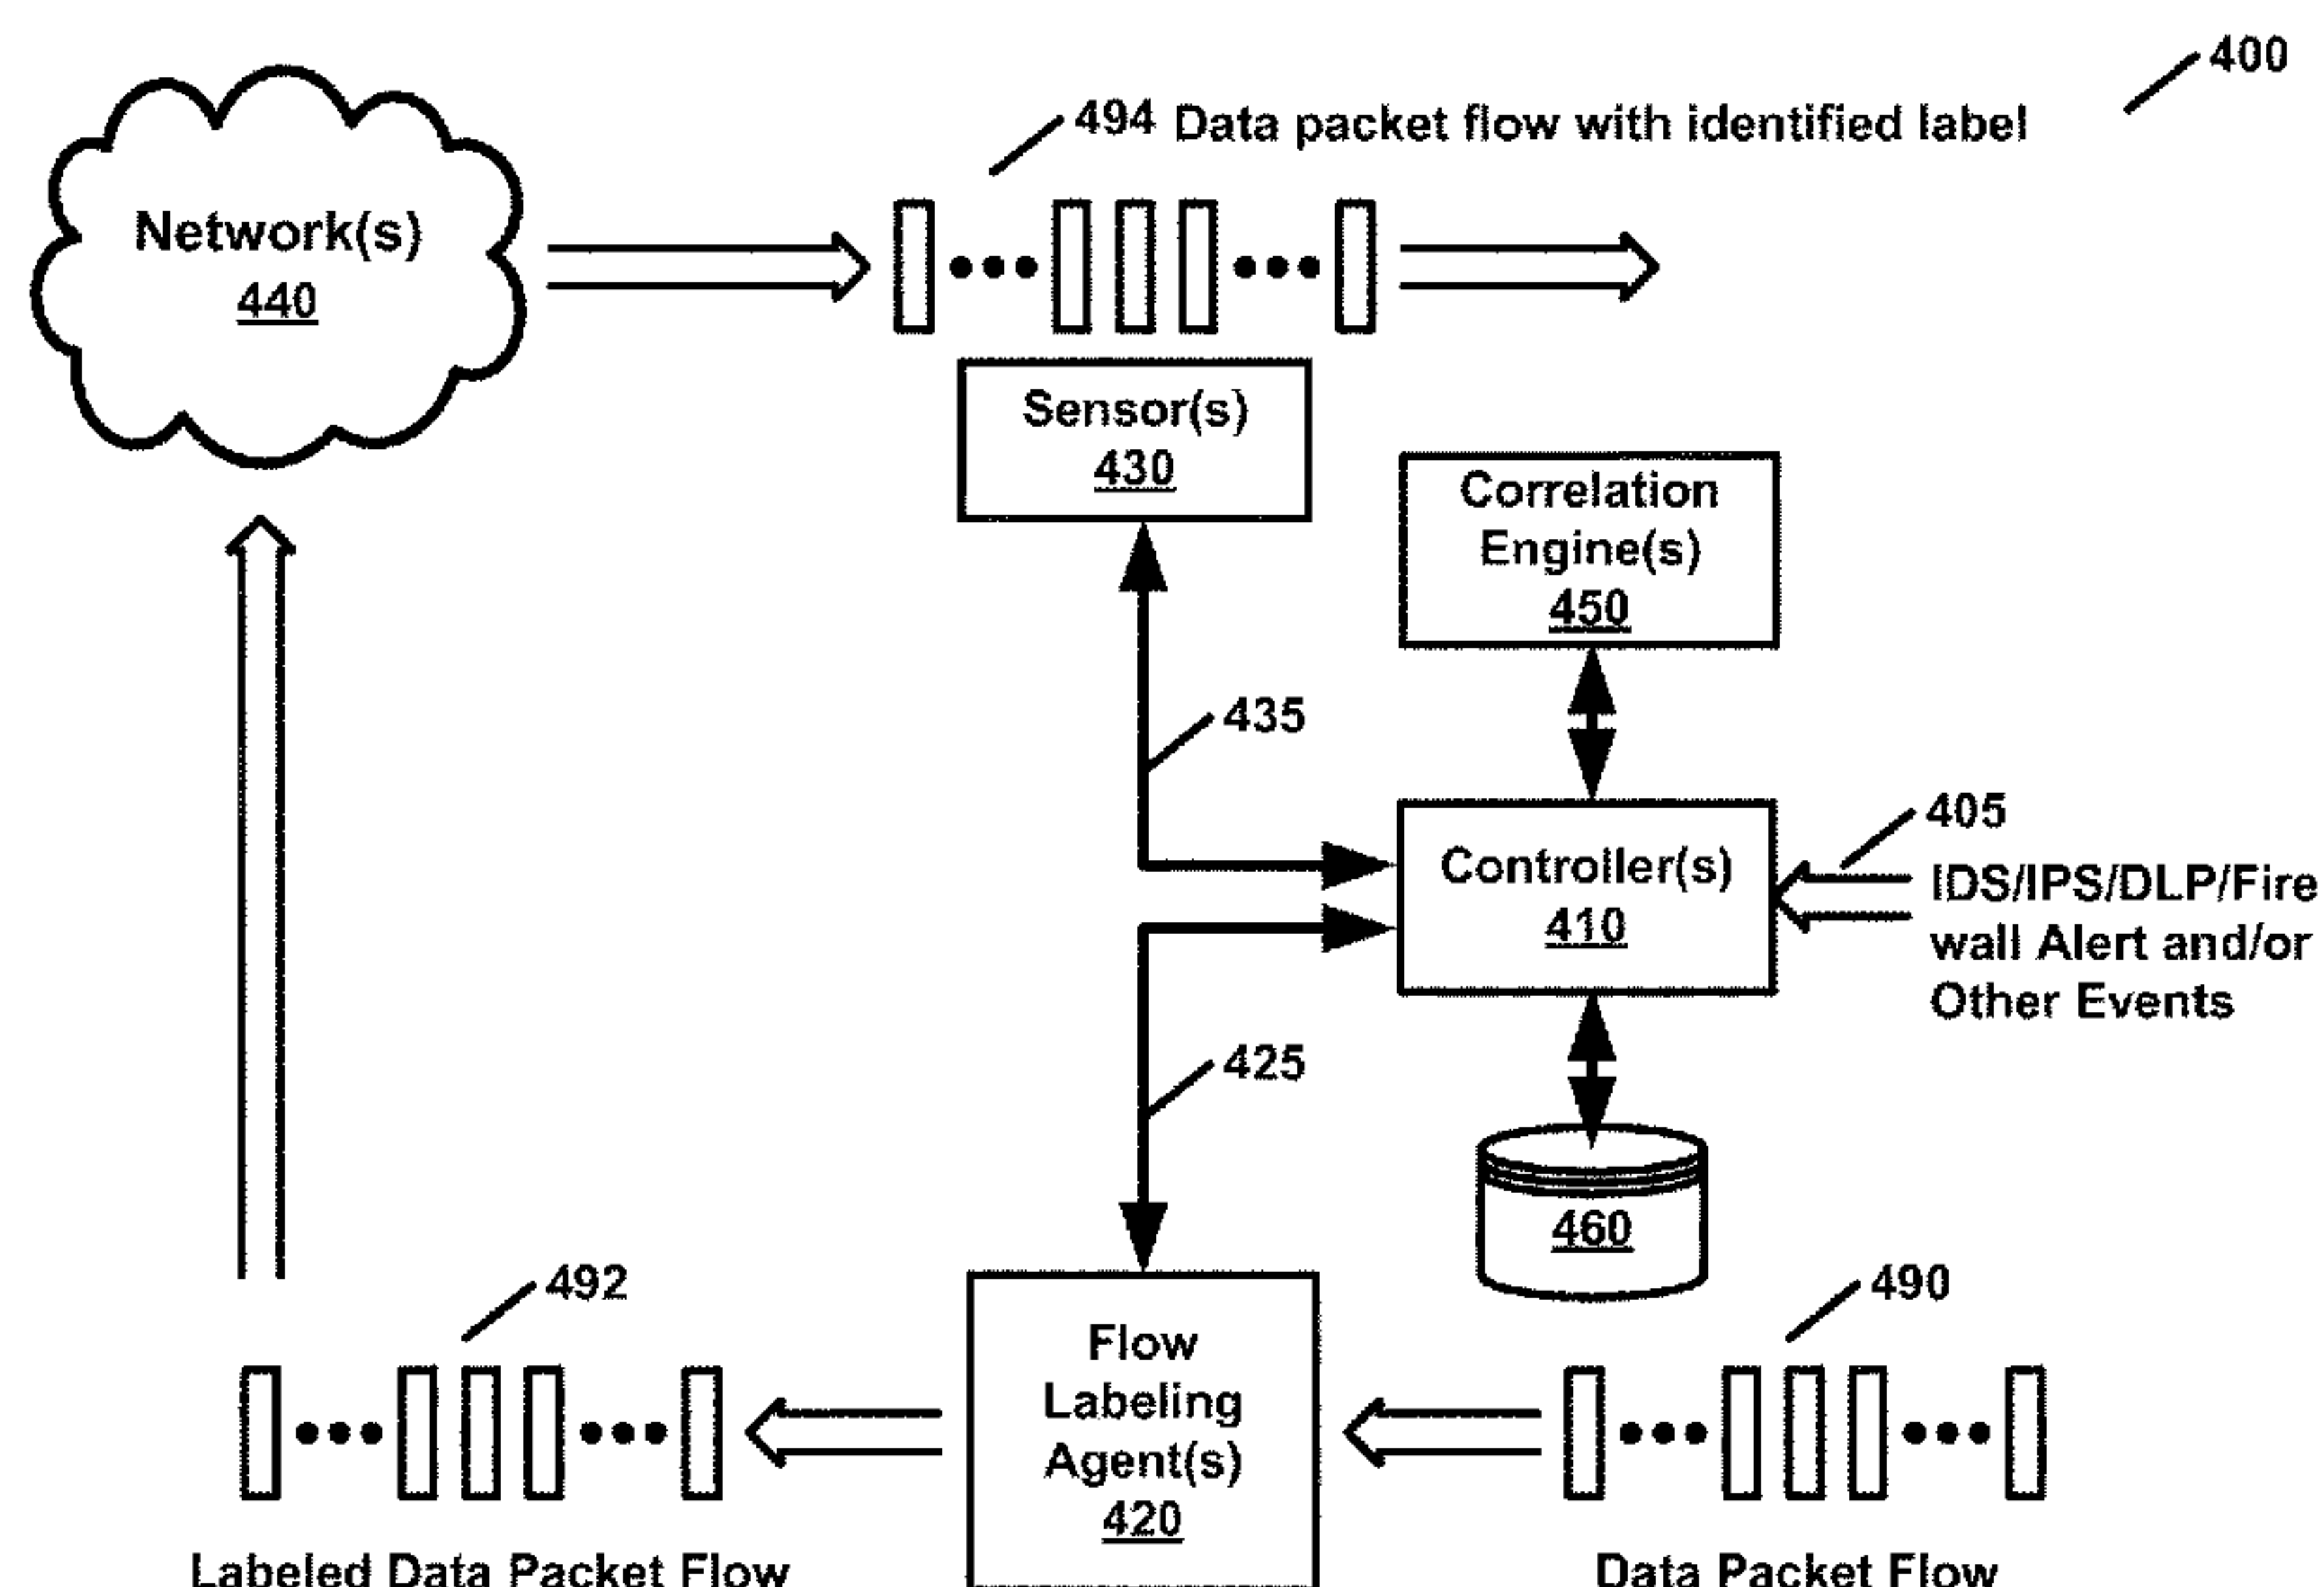 400
494 Data packet flow with identified label
Network(s)
440
Sensor(s)
430
Correlation
Engine(s)
450
435
405
Controller(s)
410
IDS/IPS/DLP/Fire
wall Alert and/or
Other Events
425
460
492
490
Flow
Labeling
Agent(s)
420
Labeled Data Packet Flow
Data Packet Flow